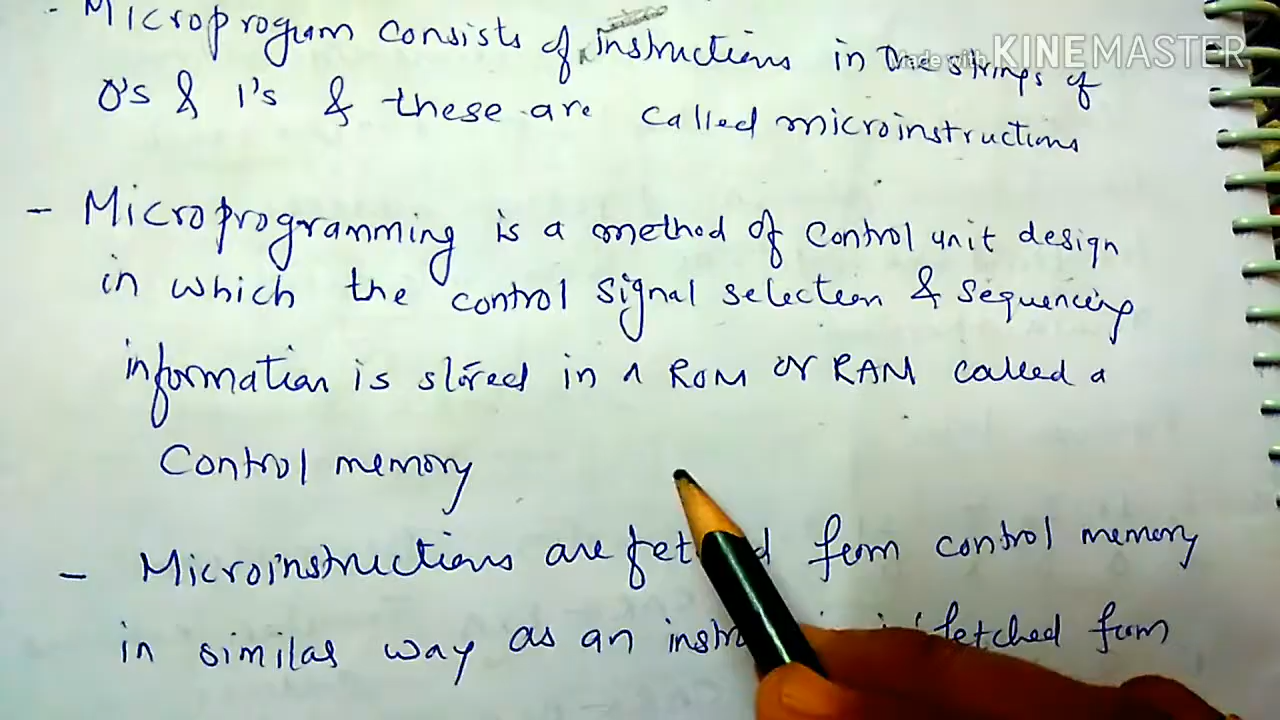 - Microprogram consists of instructions in the strings of
Made with KINEMASTER
0's & 1's & these are called microinstructions
- Microprogramming is a method of control unit design
in which the control signal selection & sequencing
information is stored in a ROM or RAM called a
Control memory
- Microinstructions are from control memory
in similar way as an fetched from